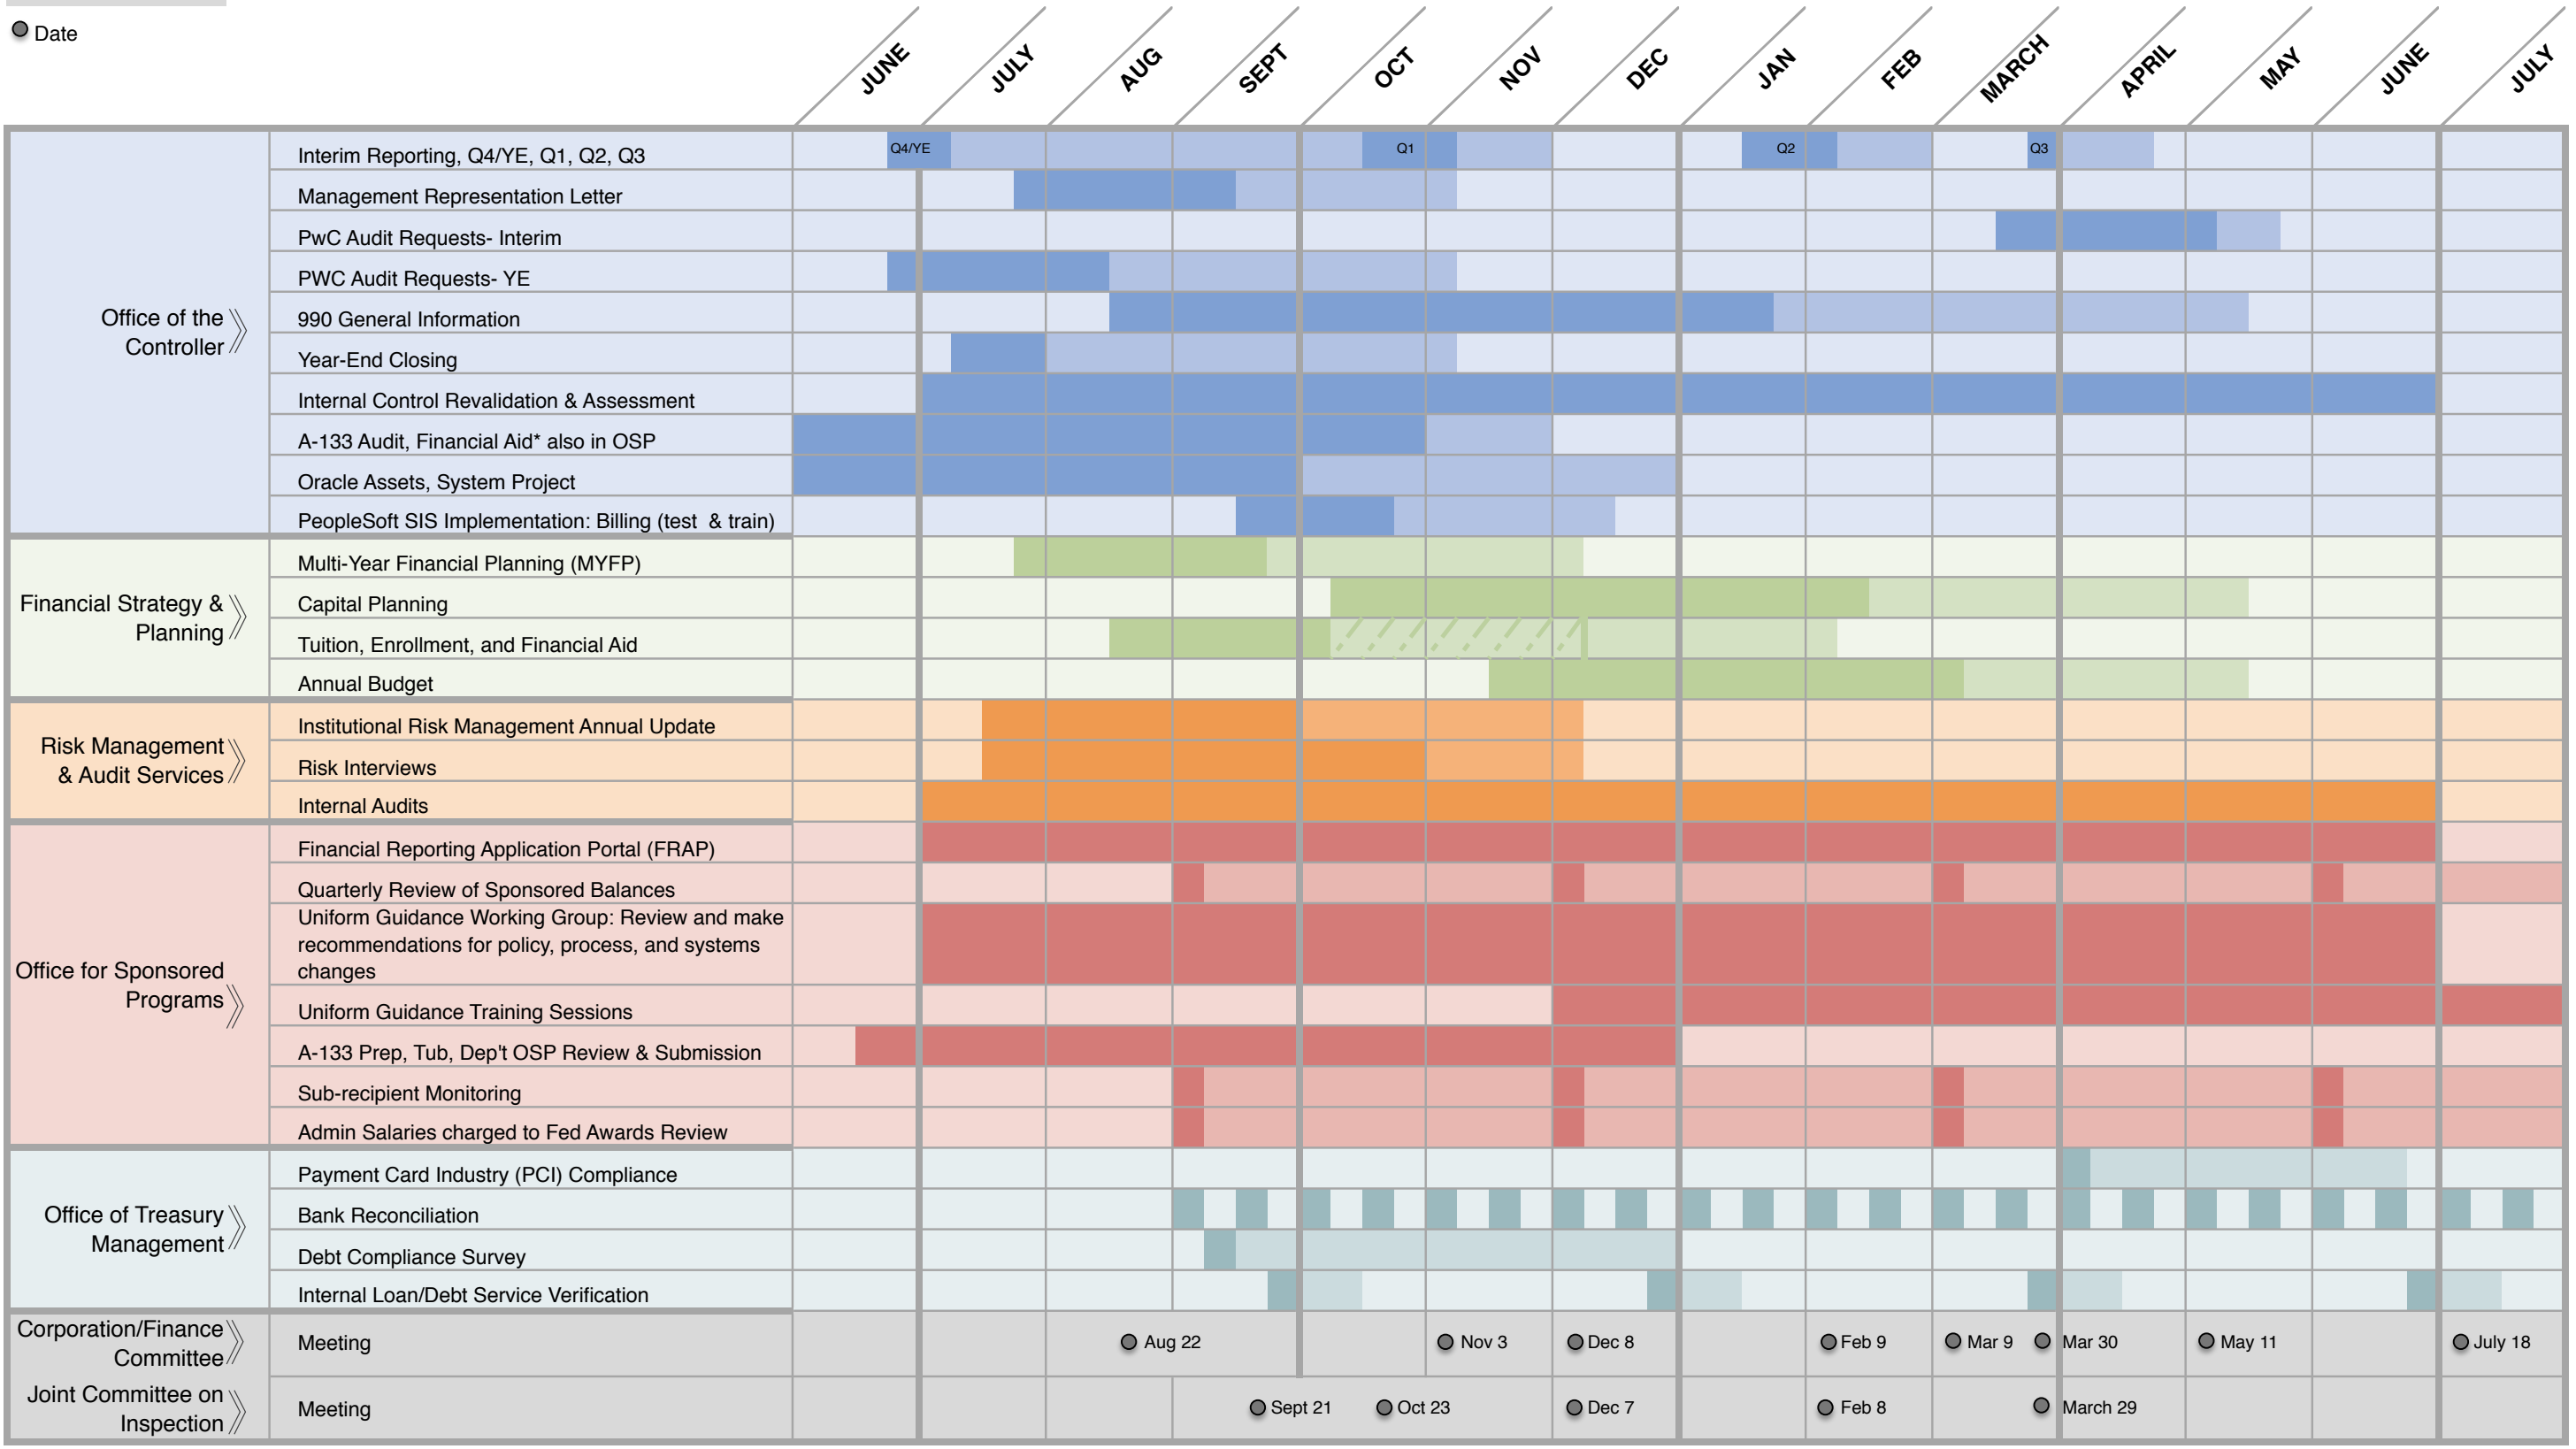 Date
JUNE
JULY
AUG
SEPT
OCT
NOV
DEC
JAN
FEB
MARCH
APRIL
MAY
JUNE
JULY
Office of the
Controller
Interim Reporting, Q4/YE, Q1, Q2, Q3
Q4/YE
Q1
Q2
Q3
Management Representation Letter
PwC Audit Requests- Interim
PWC Audit Requests- YE
990 General Information
Year-End Closing
Internal Control Revalidation & Assessment
A-133 Audit, Financial Aid* also in OSP
Oracle Assets, System Project
PeopleSoft SIS Implementation: Billing (test & train)
Financial Strategy &
Planning
Multi-Year Financial Planning (MYFP)
Capital Planning
Tuition, Enrollment, and Financial Aid
Annual Budget
Risk Management
& Audit Services
Institutional Risk Management Annual Update
Risk Interviews
Internal Audits
Office for Sponsored
Programs
Financial Reporting Application Portal (FRAP)
Quarterly Review of Sponsored Balances
Uniform Guidance Working Group: Review and make
recommendations for policy, process, and systems
changes
Uniform Guidance Training Sessions
A-133 Prep, Tub, Dep't OSP Review & Submission
Sub-recipient Monitoring
Admin Salaries charged to Fed Awards Review
Office of Treasury
Management
Payment Card Industry (PCI) Compliance
Bank Reconciliation
Debt Compliance Survey
Internal Loan/Debt Service Verification
Corporation/Finance
Committee
Meeting
Aug 22
Nov 3
Dec 8
Feb 9
Mar 9
Mar 30
May 11
July 18
Joint Committee on
Inspection
Meeting
Sept 21
Oct 23
Dec 7
Feb 8
March 29